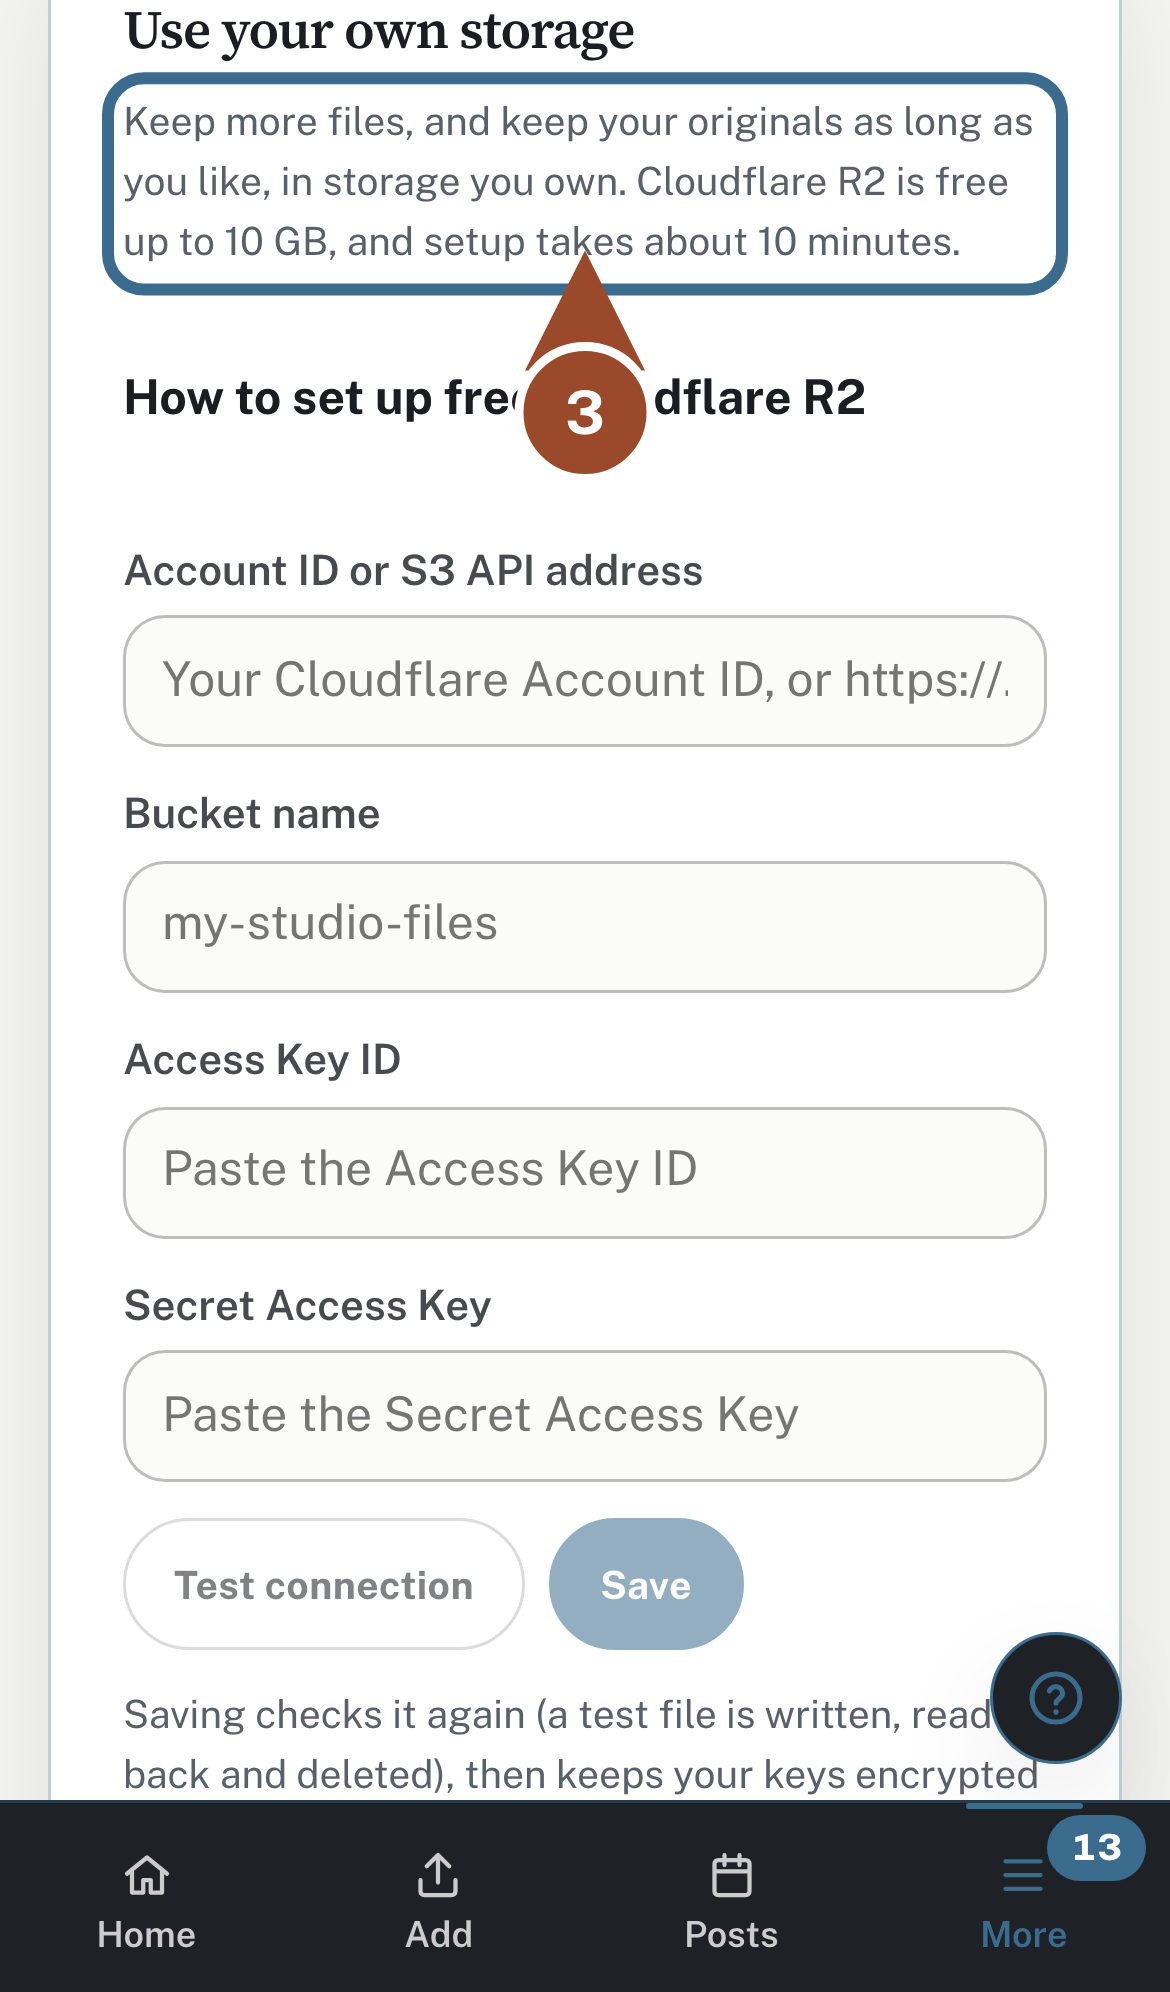 Use your own storage
Keep more files, and keep your originals as long as
you like, in storage you own. Cloudflare R2 is free
up to 10 GB, and setup takes about 10 minutes.
How to set up dflare R2
3
Account ID or S3 API address
Your Cloudflare Account ID, or https://.
Bucket name
my-studio-files
Access Key ID
Paste the Access Key ID
Secret Access Key
Paste the Secret Access Key
Test connection
Save
Saving checks it again (a test file is written, read
back and deleted), then keeps your keys encrypted
13
Home
Add
Posts
More